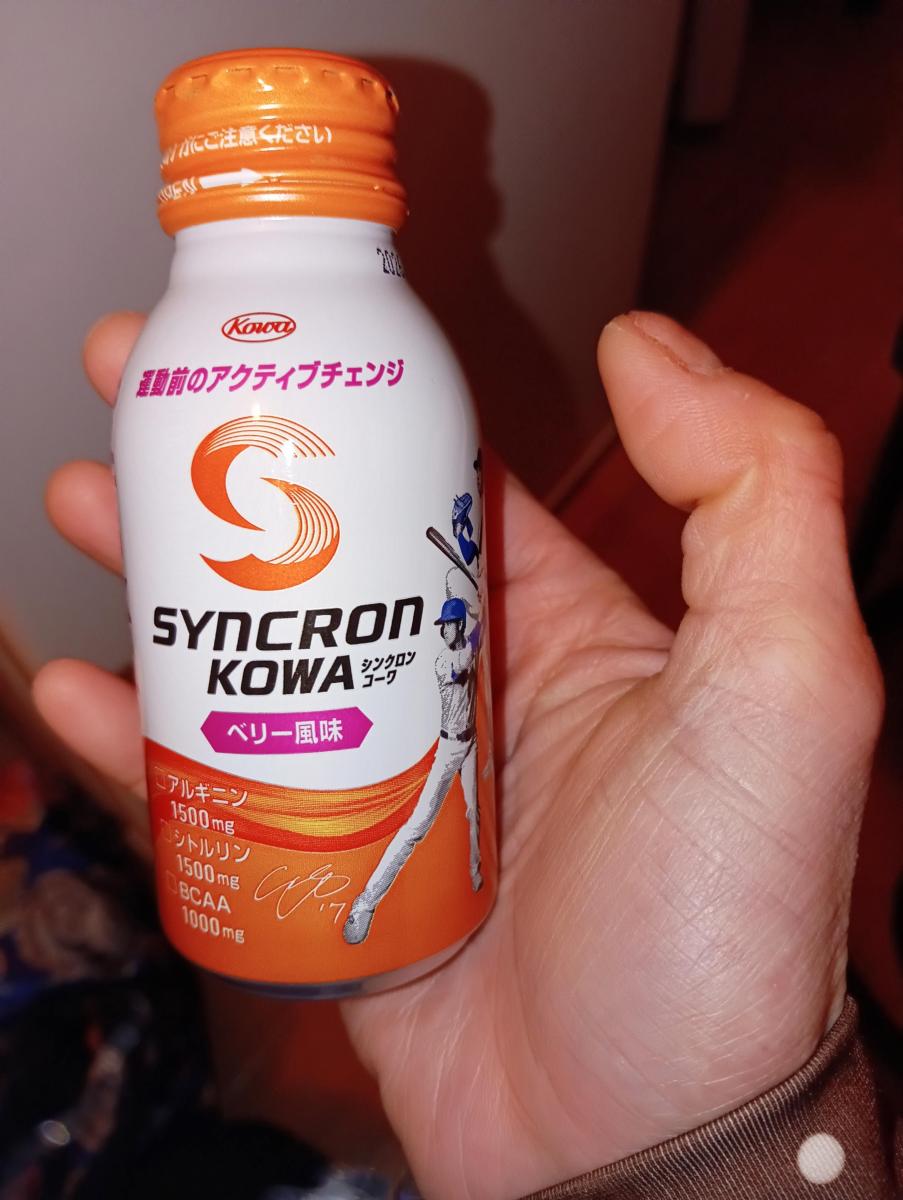 にご注意ください
Kowa
運動前のアクティブチェンジ
SYNCRON
KOWA シンクロン
コーワ
ベリー風味
アルギニン
1500mg
シトルリン
1500mg
BCAA
1000mg
17